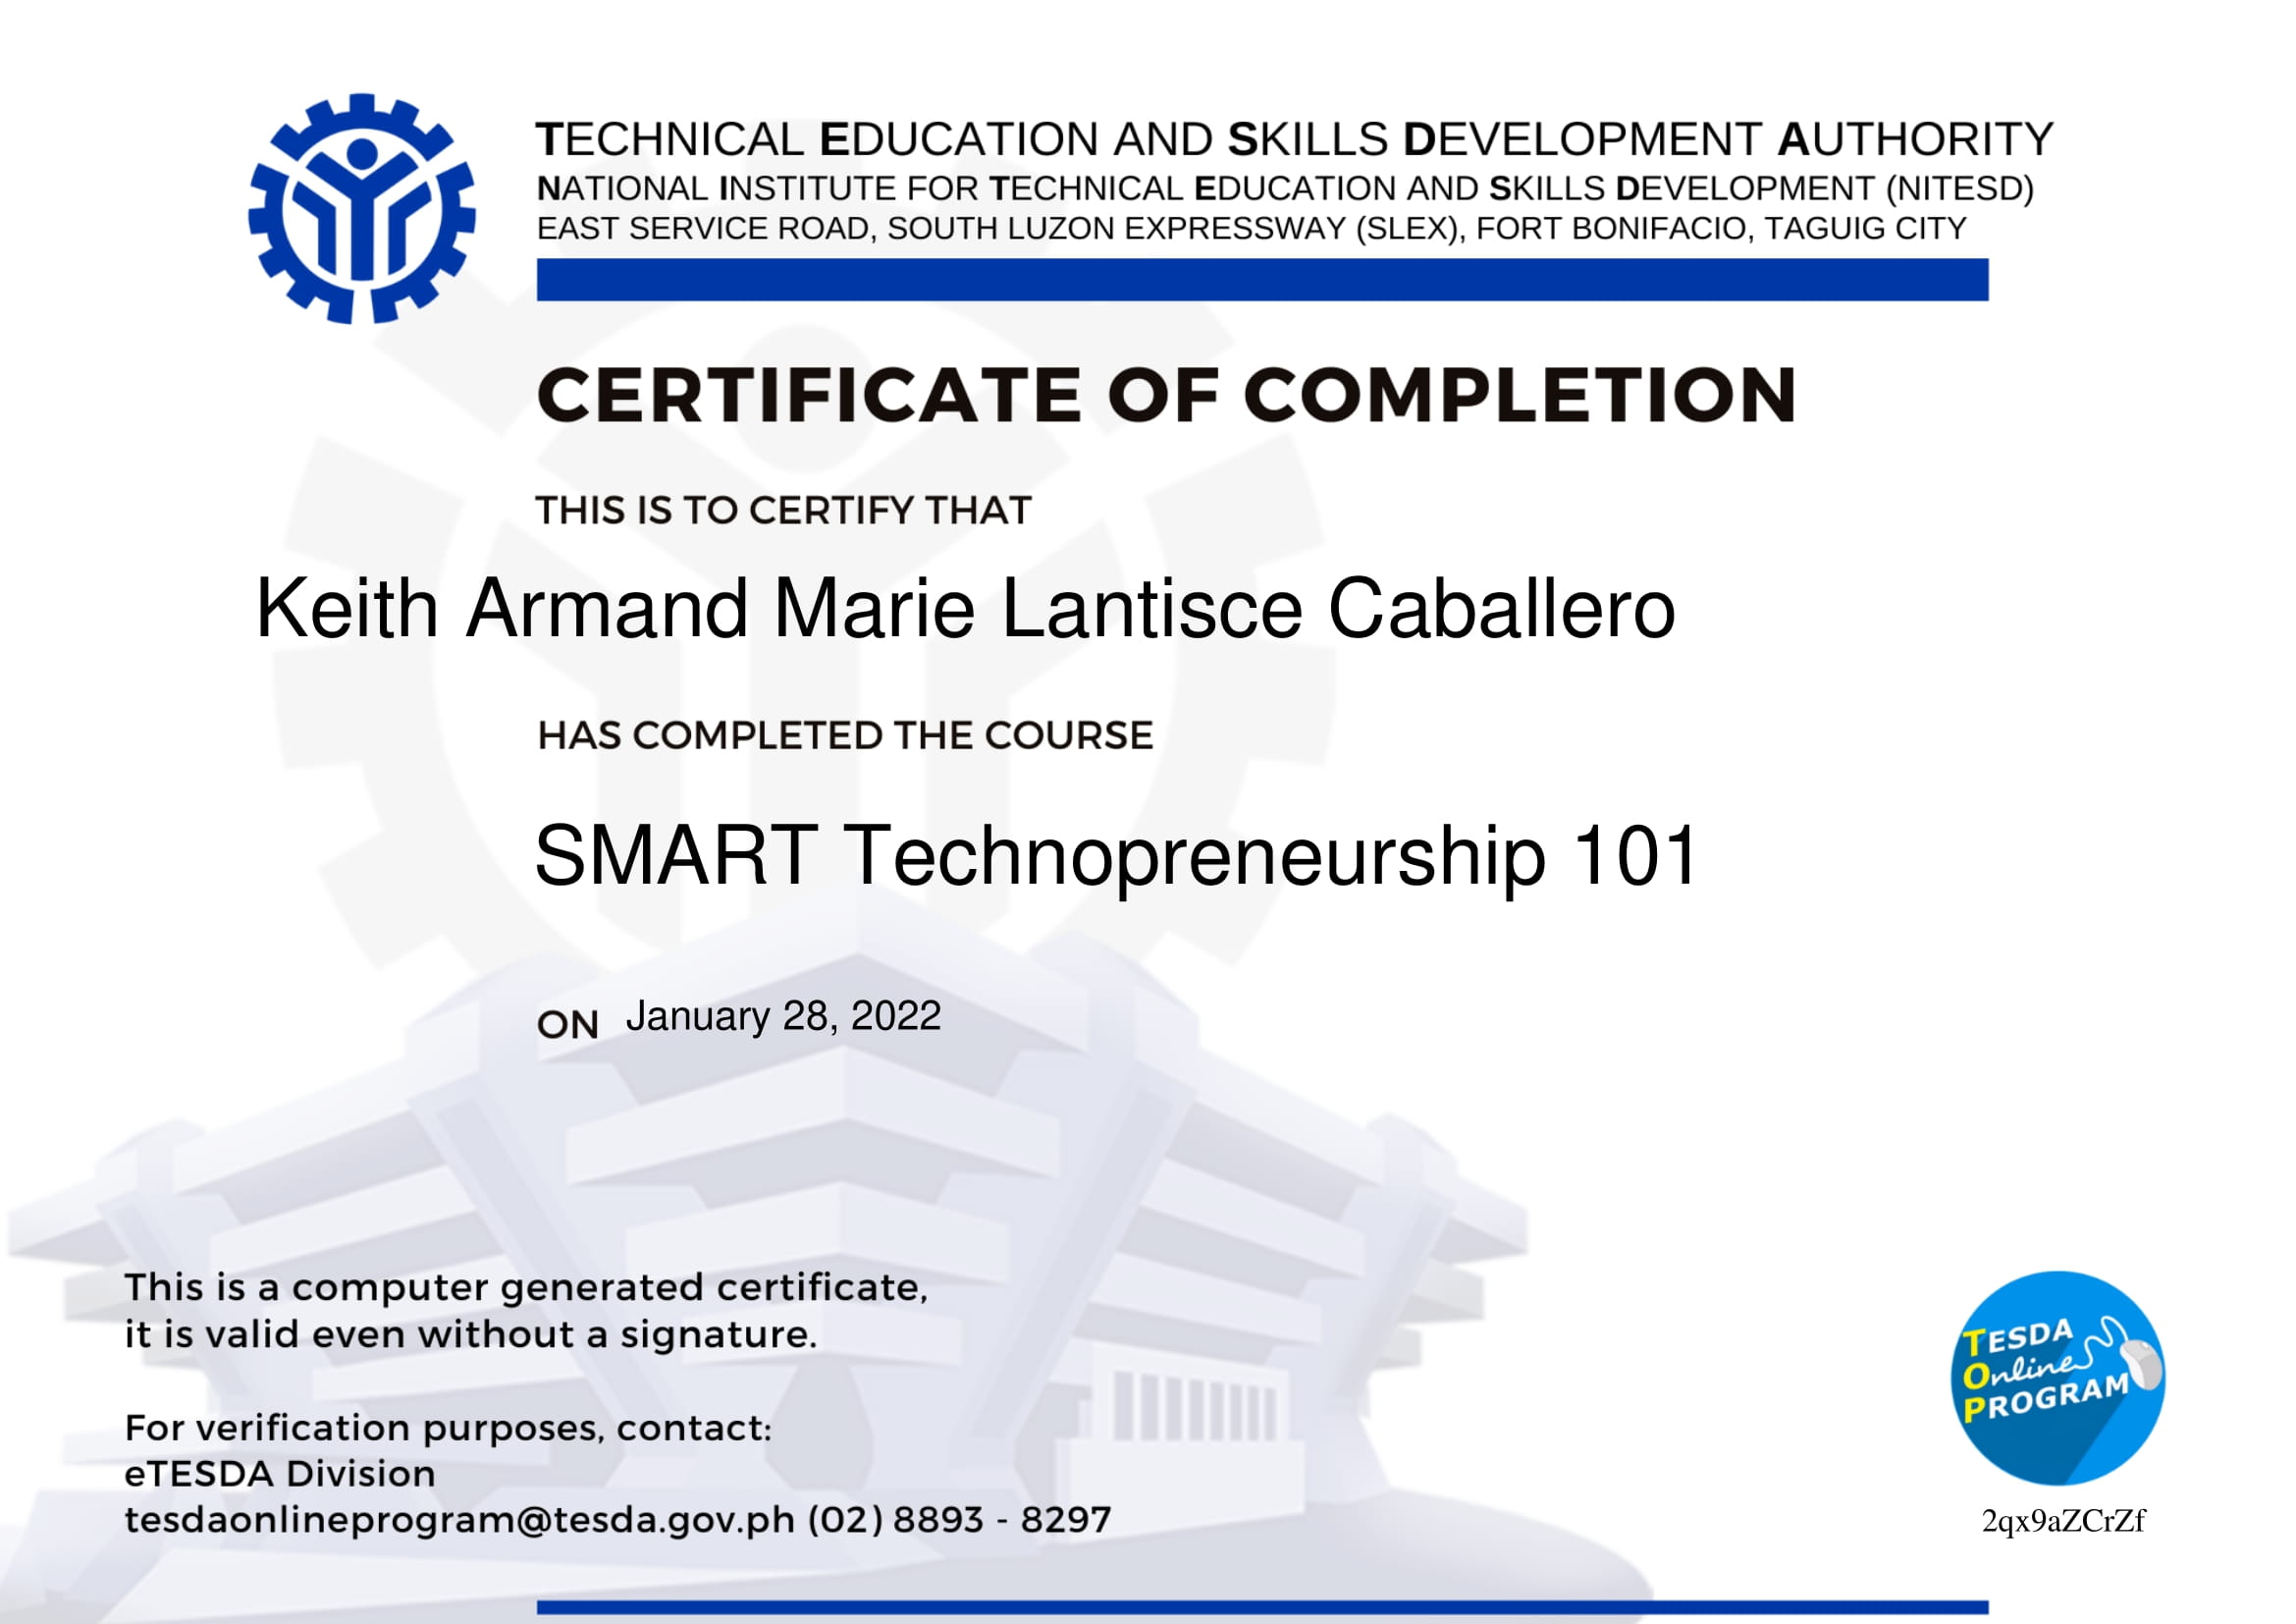 TECHNICAL EDUCATION AND SKILLS DEVELOPMENT AUTHORITY
NATIONAL INSTITUTE FOR TECHNICAL EDUCATION AND SKILLS DEVELOPMENT (NITESD)
EAST SERVICE ROAD, SOUTH LUZON EXPRESSWAY (SLEX), FORT BONIFACIO, TAGUIG CITY
CERTIFICATE OF COMPLETION
THIS IS TO CERTIFY THAT
Keith Armand Marie Lantisce Caballero
HAS COMPLETED THE COURSE
SMART Technopreneurship 101
ON January 28, 2022
This is a computer generated certificate,
it is valid even without a signature.
For verification purposes, contact:
eTESDA Division
tesdaonlineprogram@tesda.gov.ph (02) 8893 - 8297
TESDA
Online
PROGRAM
2qx9aZCrZf